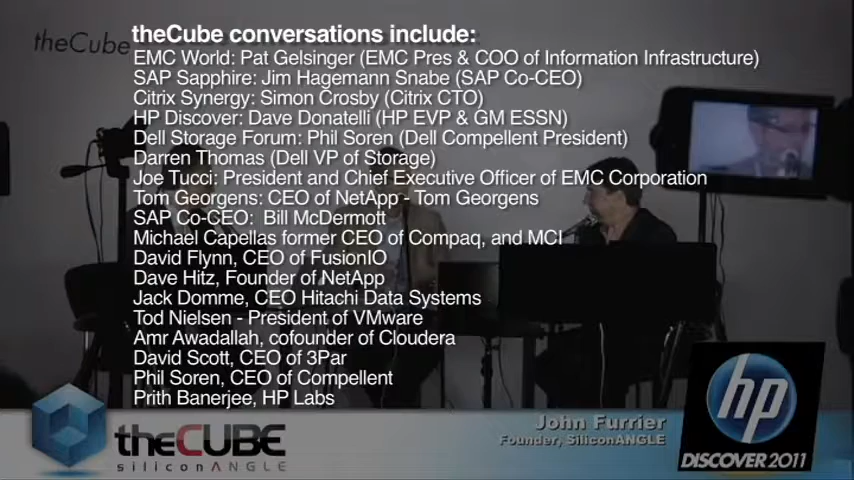 theCube
theCube conversations include:
EMC World: Pat Gelsinger (EMC Pres & COO of Information Infrastructure)
SAP Sapphire: Jim Hagemann Snabe (SAP Co-CEO)
Citrix Synergy: Simon Crosby (Citrix CTO)
HP Discover: Dave Donatelli (HP EVP & GM ESSN)
Dell Storage Forum: Phil Soren (Dell Compellent President)
Darren Thomas (Dell VP of Storage)
Joe Tucci: President and Chief Executive Officer of EMC Corporation
Tom Georgens: CEO of NetApp - Tom Georgens
SAP Co-CEO: Bill McDermott
Michael Capellas former CEO of Compaq, and MCI
David Flynn, CEO of FusionIO
Dave Hitz, Founder of NetApp
Jack Domme, CEO Hitachi Data Systems
Tod Nielsen - President of VMware
Amr Awadallah, cofounder of Cloudera
David Scott, CEO of 3Par
Phil Soren, CEO of Compellent
Prith Banerjee, HP Labs
theCUBE
siliconANGLE
John Furrier
Founder, SiliconANGLE
hp
DISCOVER 2011